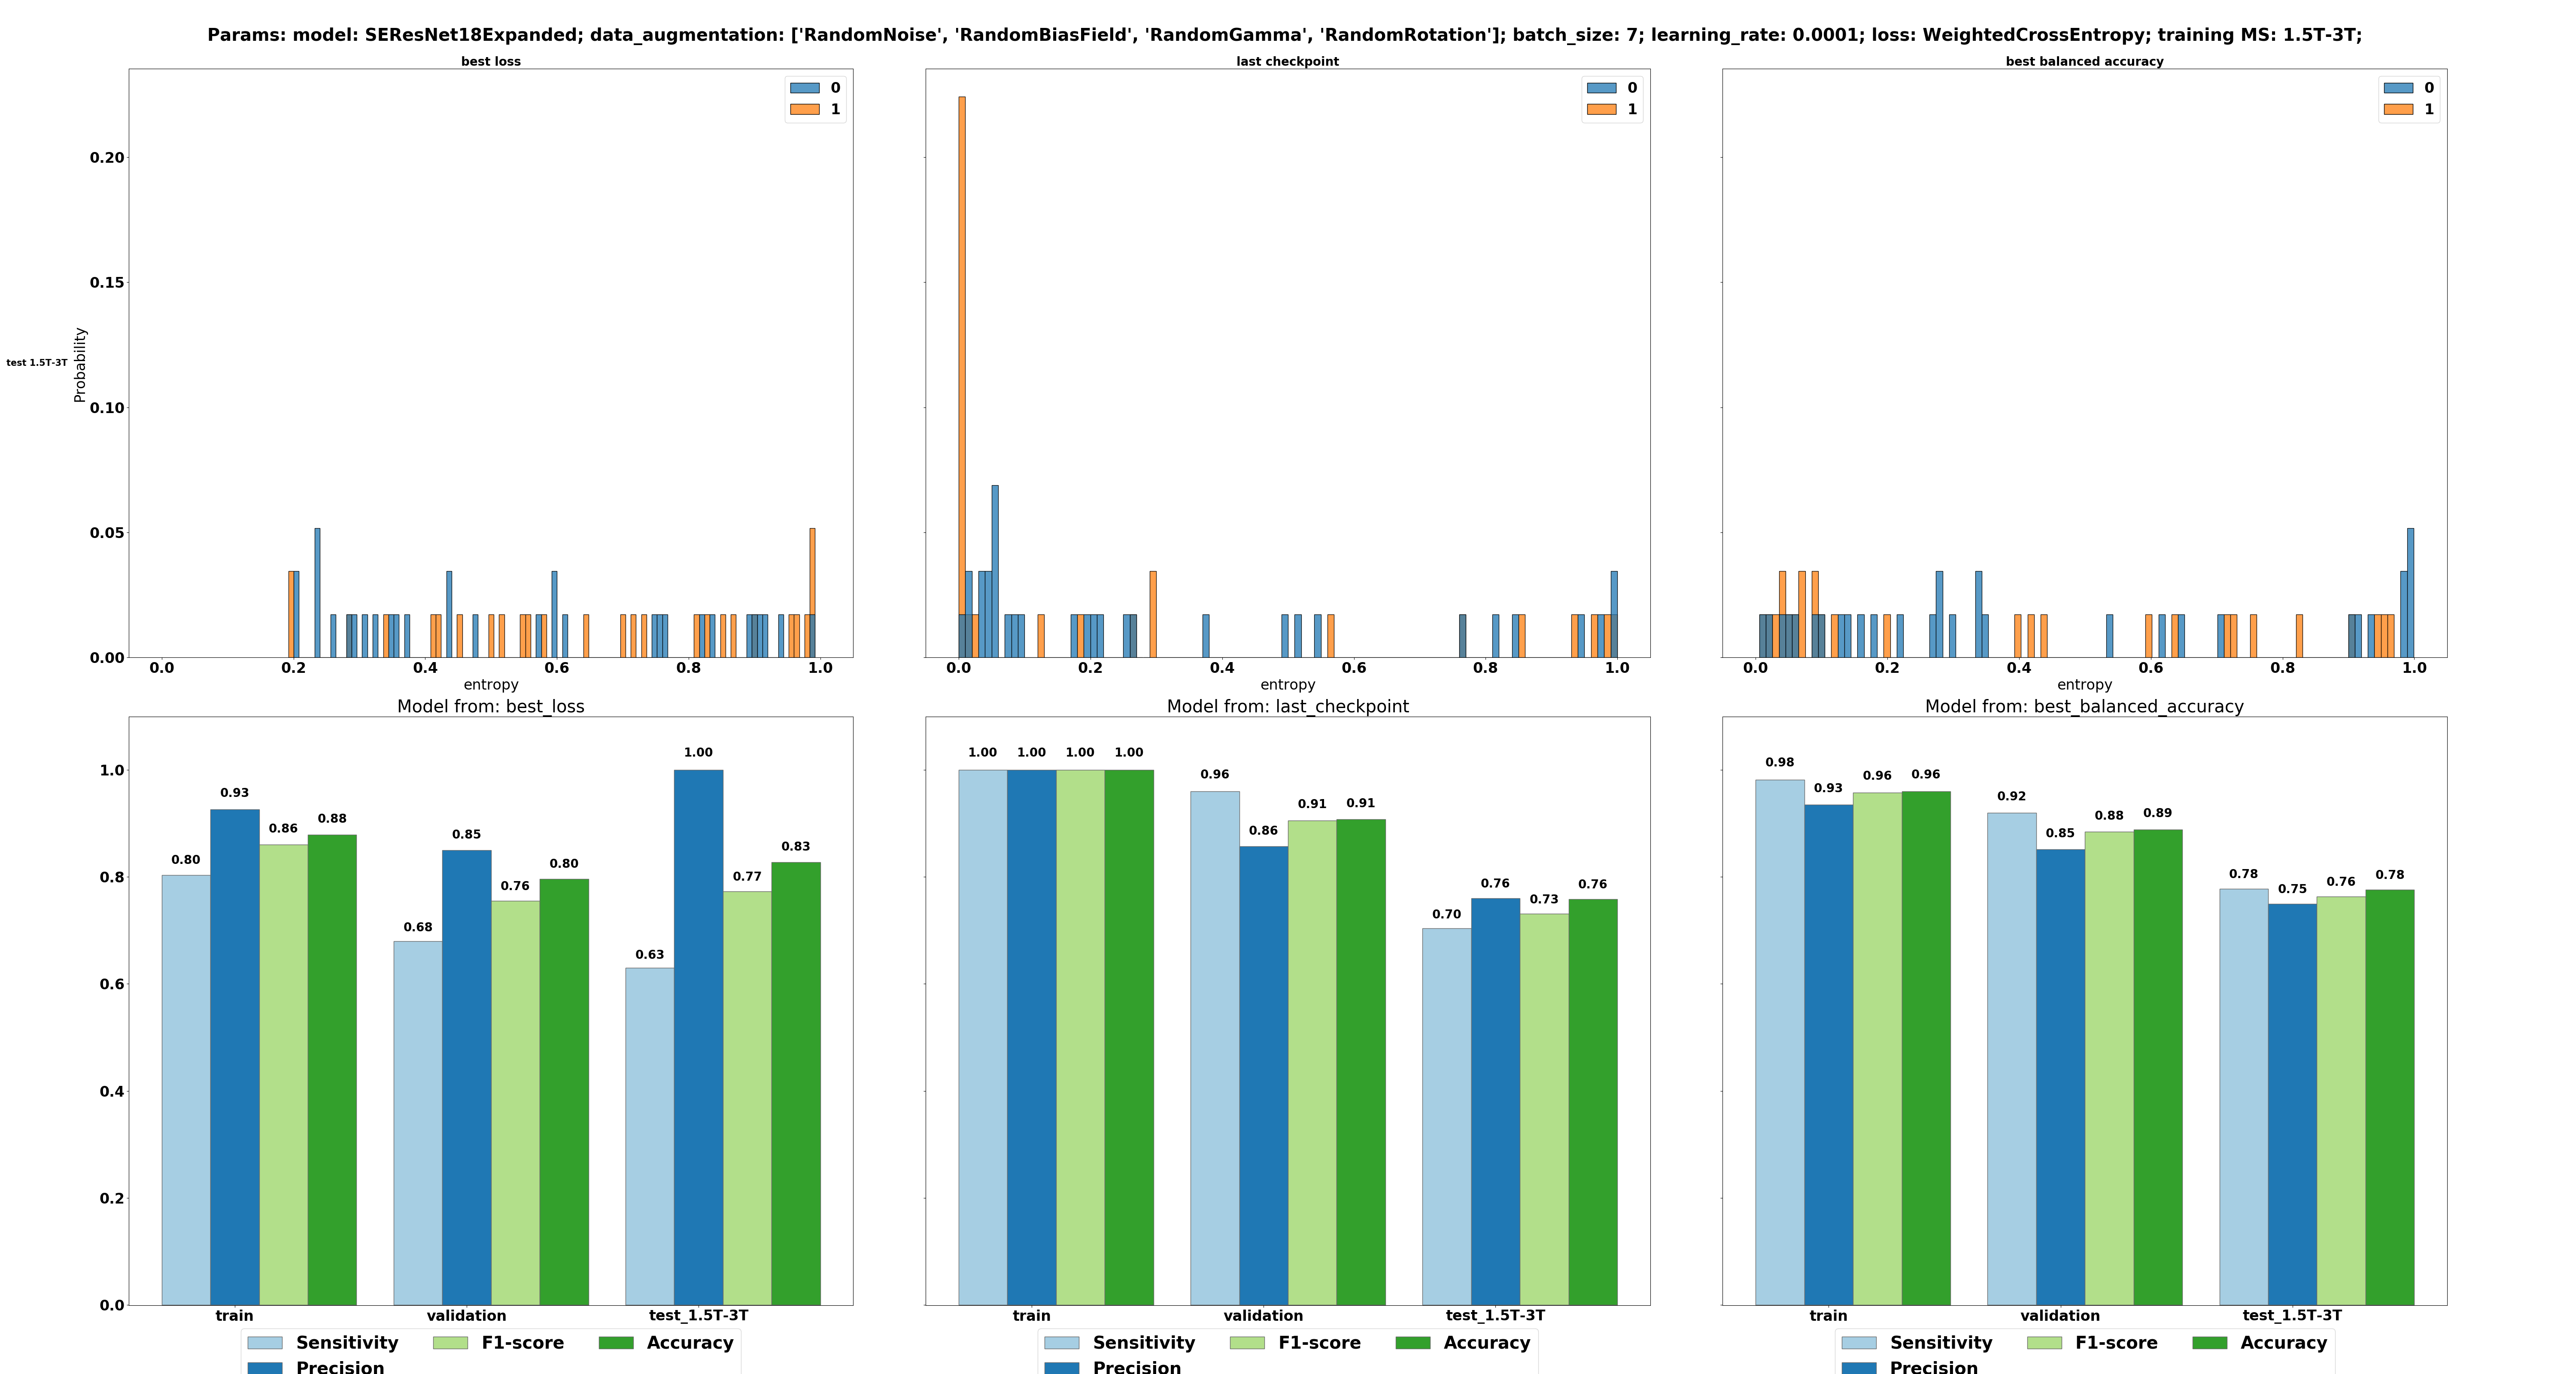 Params: model: SEResNet18Expanded; data_augmentation: ['RandomNoise', 'RandomBiasField', 'RandomGamma', 'RandomRotation']; batch_size: 7; learning_rate: 0.0001; loss: WeightedCrossEntropy; training MS: 1.5T-3T;
best loss
last checkpoint
best balanced accuracy
0
1
0
1
0
1
0.20
0.15
0.10
0.05
0.00
test 1.5T-3T
Probability
0.0 0.2 0.4 0.6 0.8 1.0
0.0 0.2 0.4 0.6 0.8 1.0
0.0 0.2 0.4 0.6 0.8 1.0
entropy
entropy
entropy
Model from: best_loss
1.0
0.8
0.6
0.4
0.2
0.0
0.80 0.93 0.86 0.88
0.68 0.85 0.76 0.80
0.63 1.00 0.77 0.83
train validation test_1.5T-3T
Sensitivity F1-score Accuracy
Precision
Model from: last_checkpoint
1.00 1.00 1.00 1.00
0.96 0.86 0.91 0.91
0.70 0.76 0.73 0.76
train validation test_1.5T-3T
Sensitivity F1-score Accuracy
Precision
Model from: best_balanced_accuracy
0.98 0.93 0.96 0.96
0.92 0.85 0.88 0.89
0.78 0.75 0.76 0.78
train validation test_1.5T-3T
Sensitivity F1-score Accuracy
Precision